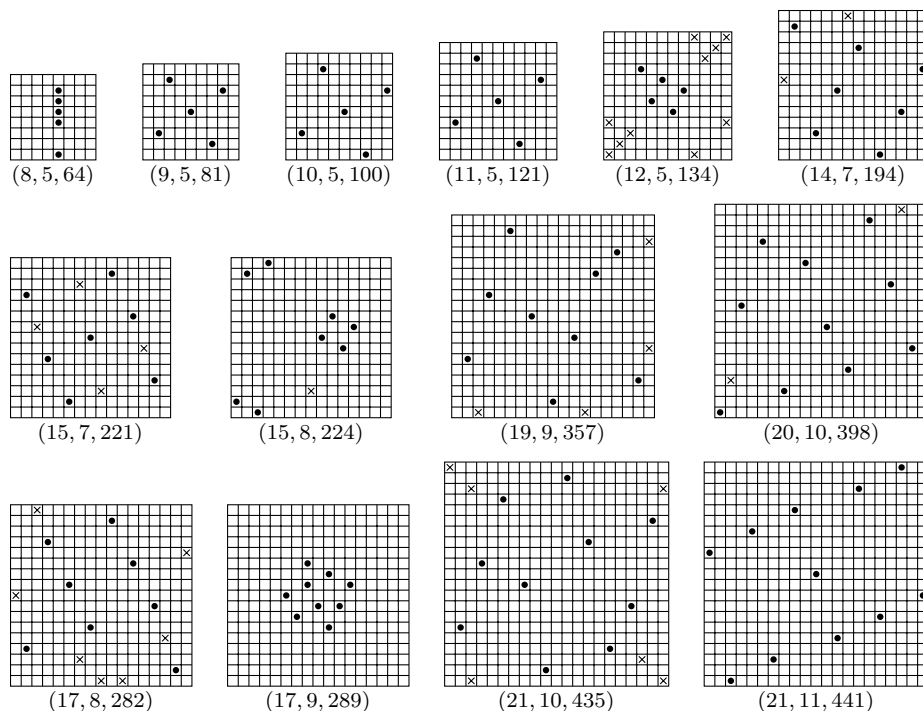 (8, 5, 64)
(9, 5, 81)
(10, 5, 100)
(11, 5, 121)
(12, 5, 134)
(14, 7, 194)
(15, 7, 221)
(15, 8, 224)
(19, 9, 357)
(20, 10, 398)
(17, 8, 282)
(17, 9, 289)
(21, 10, 435)
(21, 11, 441)